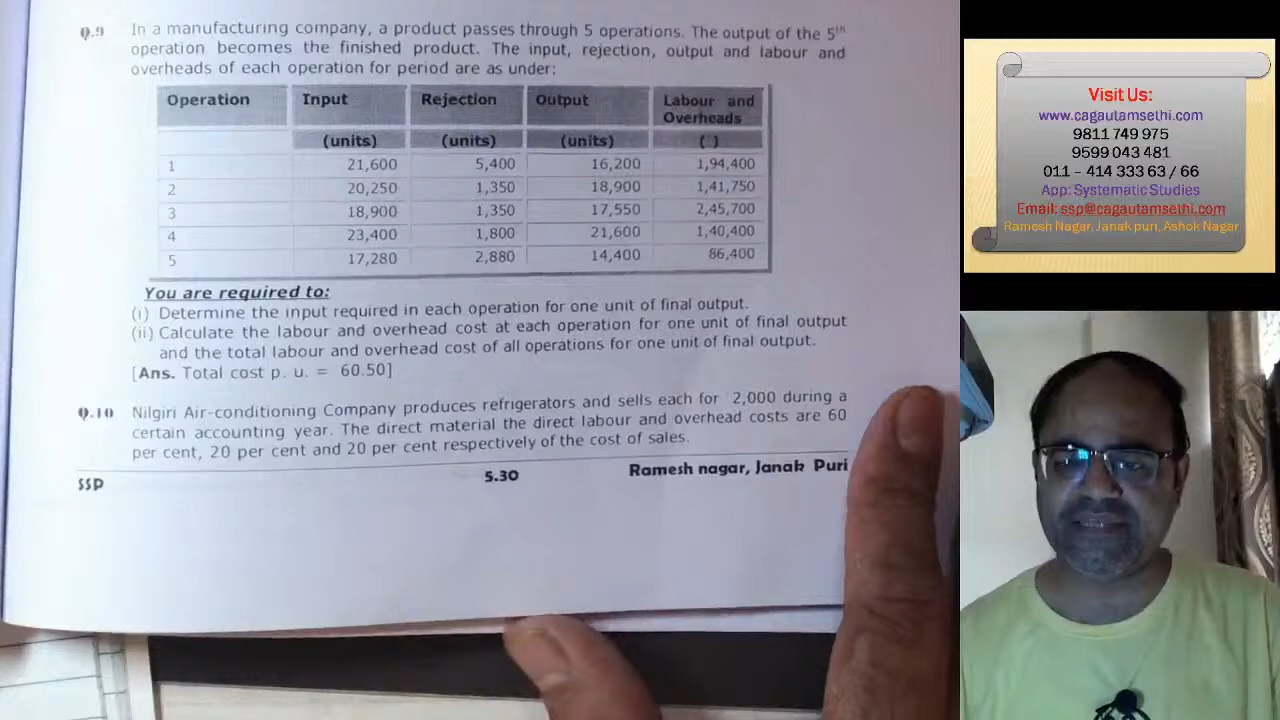 Q.9 In a manufacturing company, a product passes through 5 operations. The output of the 5th
operation becomes the finished product. The input, rejection, output and labour and
overheads of each operation for period are as under:
Operation Input Rejection Output Labour and Overheads
(units) (units) (units) ( )
1 21,600 5,400 16,200 1,94,400
2 20,250 1,350 18,900 1,41,750
3 18,900 1,350 17,550 2,45,700
4 23,400 1,800 21,600 1,40,400
5 17,280 2,880 14,400 86,400
You are required to:
(i) Determine the input required in each operation for one unit of final output.
(ii) Calculate the labour and overhead cost at each operation for one unit of final output
and the total labour and overhead cost of all operations for one unit of final output.
[Ans. Total cost p. u. = 60.50]
Q.10 Nilgiri Air-conditioning Company produces refrigerators and sells each for 2,000 during a
certain accounting year. The direct material the direct labour and overhead costs are 60
per cent, 20 per cent and 20 per cent respectively of the cost of sales.
SSP 5.30 Ramesh nagar, Janak Puri
Visit Us:
www.cagautamsethi.com
9811 749 975
9599 043 481
011 – 414 333 63 / 66
App: Systematic Studies
Email: ssp@cagautamsethi.com
Ramesh Nagar, Janak puri, Ashok Nagar